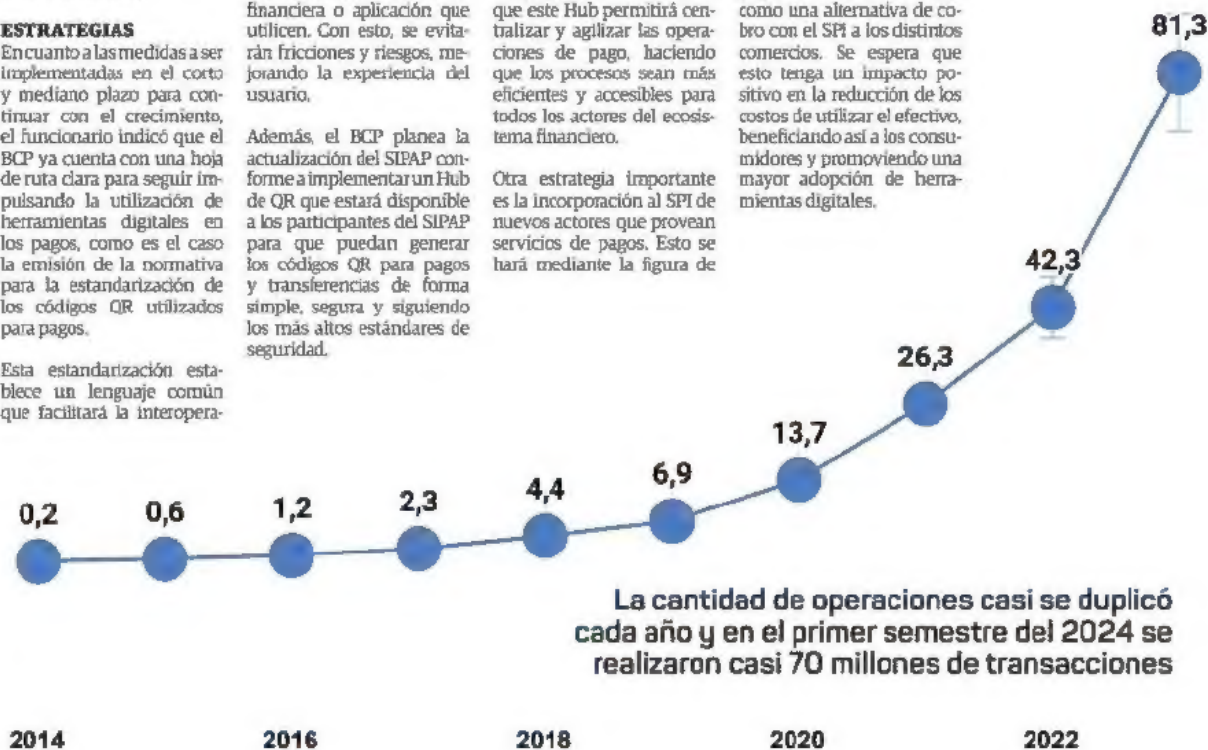 ESTRATEGIAS
En cuanto a las medidas a ser
implementadas en el corto
y mediano plazo para con-
tinuar con el crecimiento,
el funcionario indicó que el
BCP ya cuenta con una hoja
de ruta clara para seguir im-
pulsando la utilización de
herramientas digitales en
los pagos, como es el caso
la emisión de la normativa
para la estandarización de
los códigos QR utilizados
para pagos.
Esta estandarización esta-
blece un lenguaje común
que facilitará la interopera-
financiera o aplicación que
utilicen. Con esto, se evita-
rán fricciones y riesgos, me-
jorando la experiencia del
usuario.
Además, el BCP planea la
actualización del SIPAP con-
forme a implementar un Hub
de QR que estará disponible
a los participantes del SIPAP
para que puedan generar
los códigos QR para pagos
y transferencias de forma
simple, segura y siguiendo
los más altos estándares de
seguridad.
que este Hub permitirá cen-
tralizar y agilizar las opera-
ciones de pago, haciendo
que los procesos sean más
eficientes y accesibles para
todos los actores del ecosis-
tema financiero.
Otra estrategia importante
es la incorporación al SPI de
nuevos actores que provean
servicios de pagos. Esto se
hará mediante la figura de
como una alternativa de co-
bro con el SPI a los distintos
comercios. Se espera que
esto tenga un impacto po-
sitivo en la reducción de los
costos de utilizar el efectivo,
beneficiando así a los consu-
midores y promoviendo una
mayor adopción de herra-
mientas digitales.
0,2
0,6
1,2
2,3
4,4
6,9
13,7
26,3
42,3
81,3
La cantidad de operaciones casi se duplicó
cada año y en el primer semestre del 2024 se
realizaron casi 70 millones de transacciones
2014
2016
2018
2020
2022